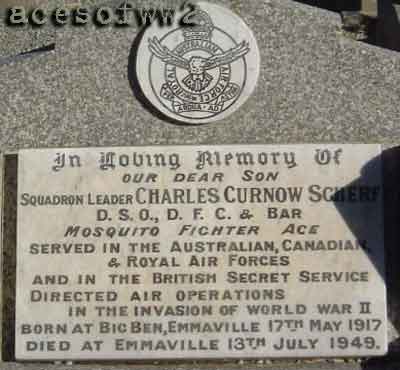 acesofww2
In Loving Memory Of
OUR DEAR SON
SQUADRON LEADER CHARLES CURNOW SCHERF
D. S. O., D. F. C. & BAR
MOSQUITO FIGHTER ACE
SERVED IN THE AUSTRALIAN, CANADIAN,
& ROYAL AIR FORCES
AND IN THE BRITISH SECRET SERVICE
DIRECTED AIR OPERATIONS
IN THE INVASION OF WORLD WAR II
BORN AT BIG BEN, EMMAVILLE 17TH MAY 1917
DIED AT EMMAVILLE 13TH JULY 1949.